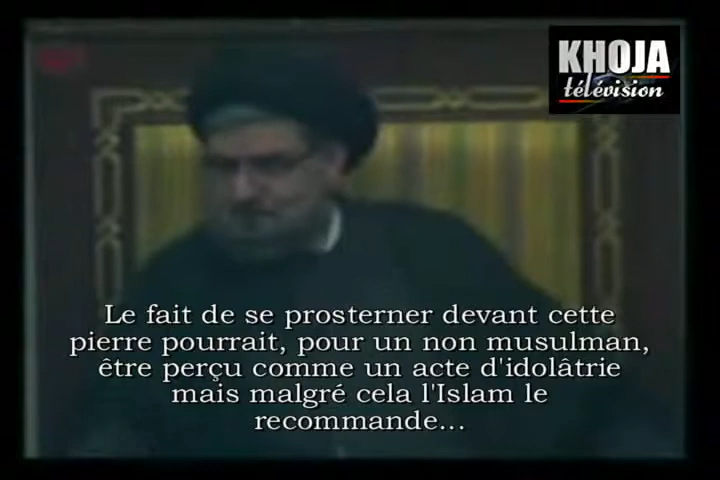 KHOJA
télévision
Le fait de se prosterner devant cette
pierre pourrait, pour un non musulman,
être perçu comme un acte d'idolâtrie
mais malgré cela l'Islam le
recommande...